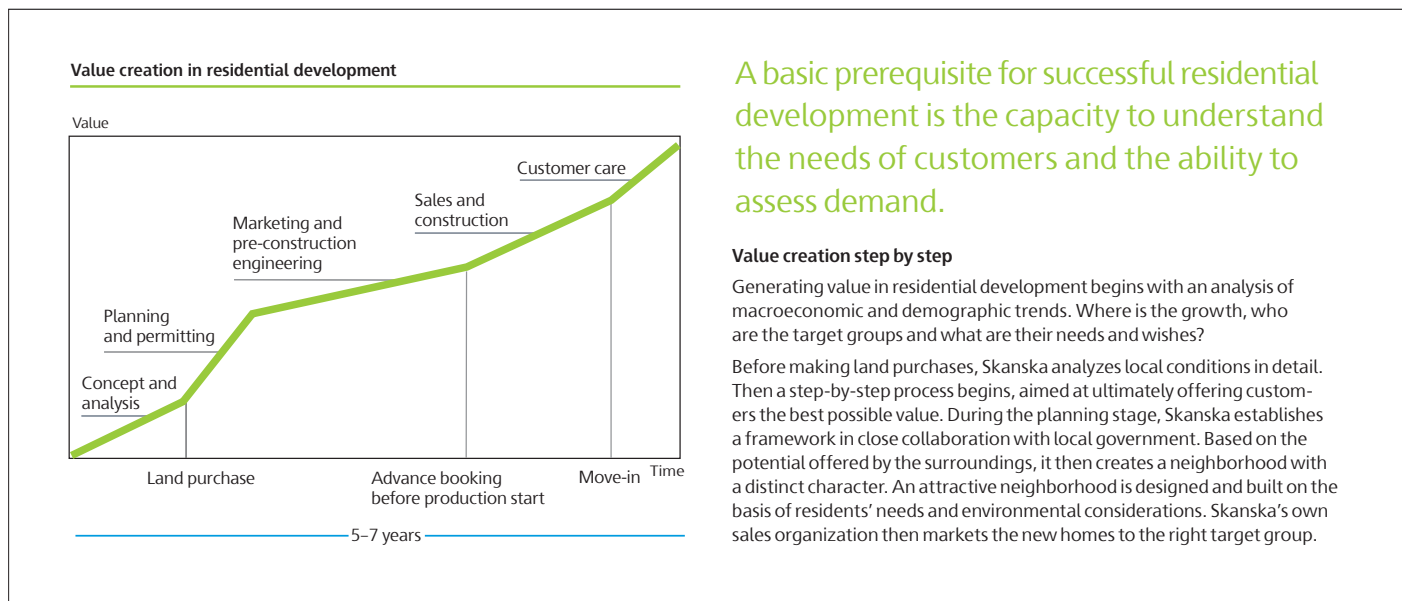 Value creation in residential development
Value
Customer care
Sales and
construction
Marketing and
pre-construction
engineering
Planning
and permitting
Concept and
analysis
Land purchase
Advance booking
before production start
Move-in
Time
5–7 years
A basic prerequisite for successful residential
development is the capacity to understand
the needs of customers and the ability to
assess demand.
Value creation step by step
Generating value in residential development begins with an analysis of
macroeconomic and demographic trends. Where is the growth, who
are the target groups and what are their needs and wishes?
Before making land purchases, Skanska analyzes local conditions in detail.
Then a step-by-step process begins, aimed at ultimately offering custom-
ers the best possible value. During the planning stage, Skanska establishes
a framework in close collaboration with local government. Based on the
potential offered by the surroundings, it then creates a neighborhood with
a distinct character. An attractive neighborhood is designed and built on the
basis of residents’ needs and environmental considerations. Skanska’s own
sales organization then markets the new homes to the right target group.